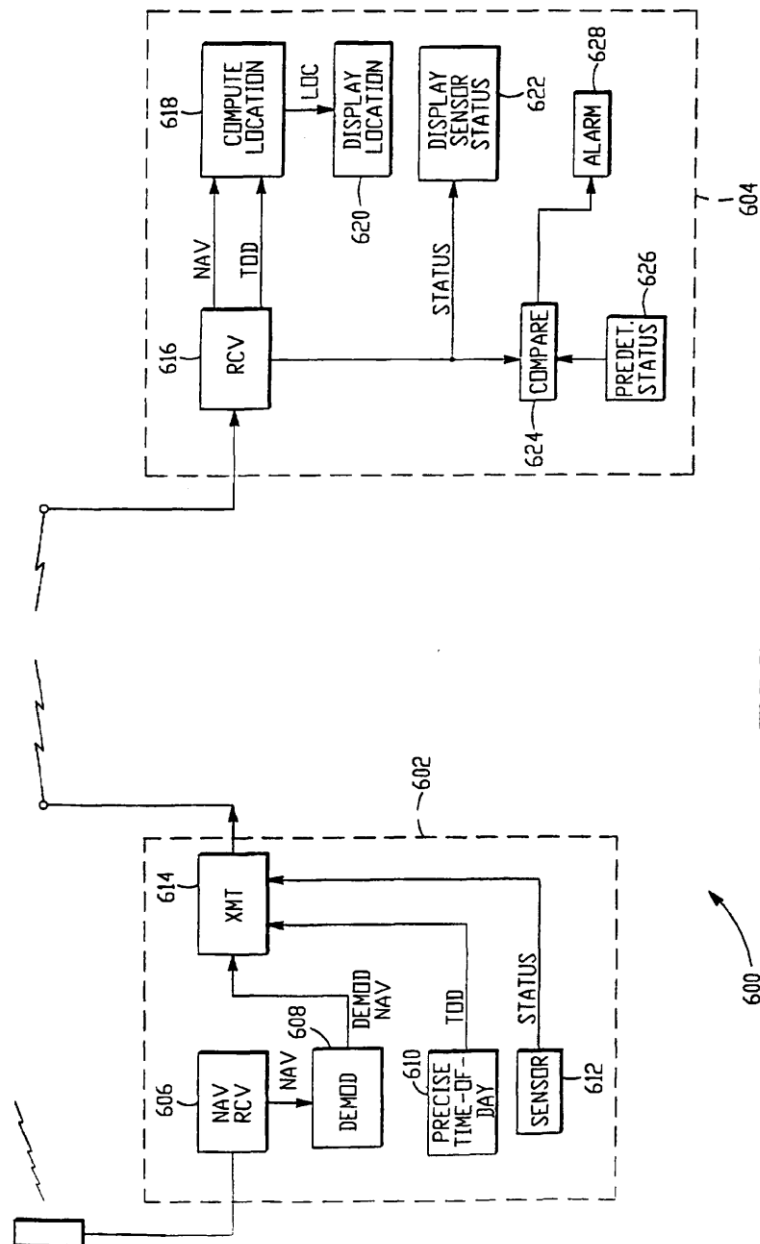 606
NAV
RCV
NAV
608
DEMOD
DEMOD
NAV
610
PRECISE
TIME-OF-
DAY
TOD
SENSOR
612
STATUS
614
XMT
602
616
RCV
NAV
TOD
618
COMPUTE
LOCATION
LOC
DISPLAY
LOCATION
620
STATUS
DISPLAY
SENSOR
STATUS
622
COMPARE
624
PREDET.
STATUS
626
ALARM
628
604
600